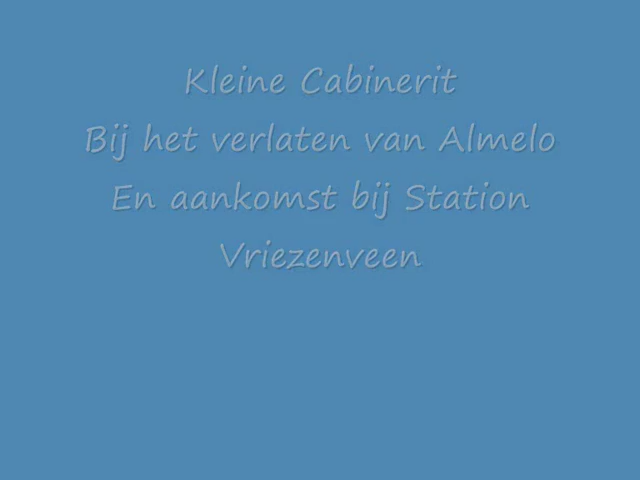 Kleine Cabinerit
Bij het verlaten van Almelo
En aankomst bij Station
Vriezenveen